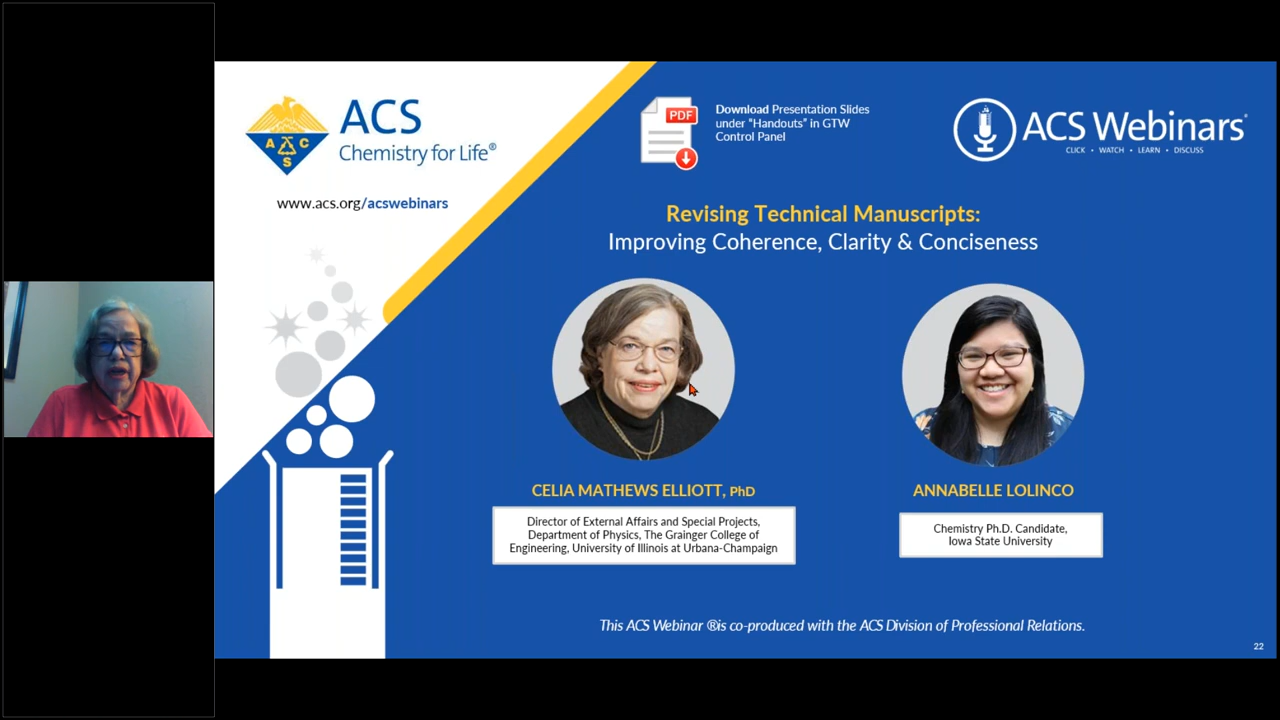 ACS
Chemistry for Life®
A C
S
www.acs.org/acswebinars
PDF
Download Presentation Slides
under “Handouts” in GTW
Control Panel
ACS Webinars®
CLICK • WATCH • LEARN • DISCUSS
Revising Technical Manuscripts:
Improving Coherence, Clarity & Conciseness
CELIA MATHEWS ELLIOTT, PhD
Director of External Affairs and Special Projects,
Department of Physics, The Grainger College of
Engineering, University of Illinois at Urbana-Champaign
ANNABELLE LOLINCO
Chemistry Ph.D. Candidate,
Iowa State University
This ACS Webinar ®is co-produced with the ACS Division of Professional Relations.
22